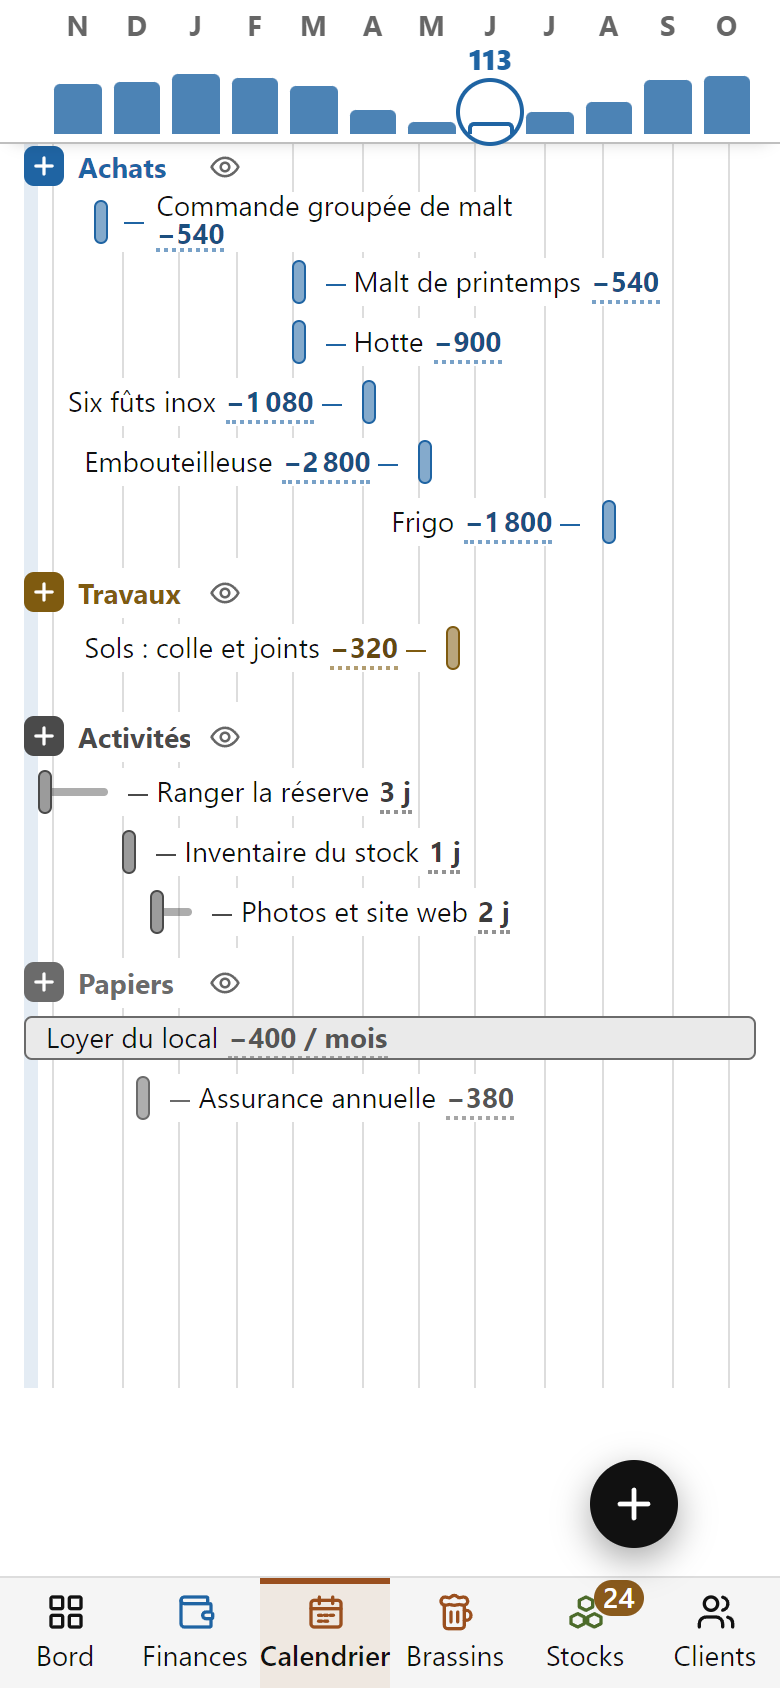 N D J F M A M J J A S O
113
Achats
Commande groupée de malt
−540
Malt de printemps −540
Hotte −900
Six fûts inox −1 080
Embouteilleuse −2 800
Frigo −1 800
Travaux
Sols : colle et joints −320
Activités
Ranger la réserve 3 j
Inventaire du stock 1 j
Photos et site web 2 j
Papiers
Loyer du local −400 / mois
Assurance annuelle −380
24
Bord Finances Calendrier Brassins Stocks Clients